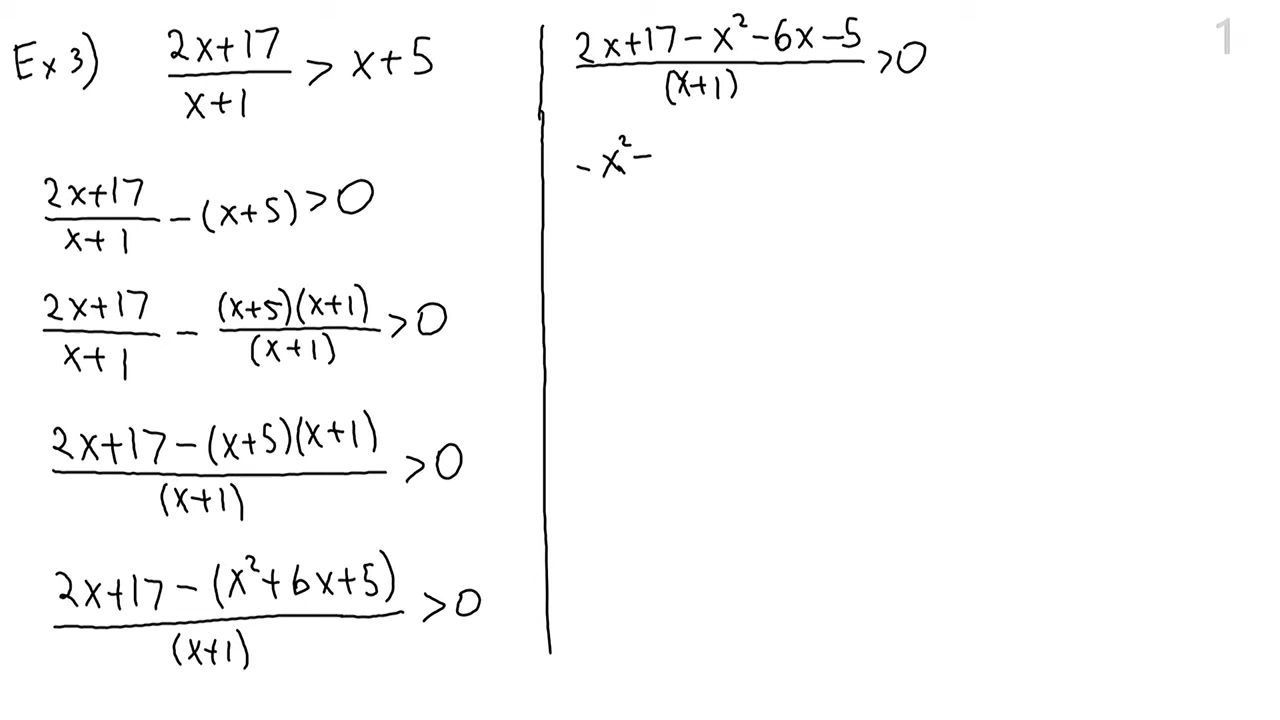 Ex 3) (2x+17)/(x+1) > x+5
(2x+17)/(x+1) - (x+5) > 0
(2x+17)/(x+1) - ((x+5)(x+1))/(x+1) > 0
(2x+17-(x+5)(x+1))/(x+1) > 0
(2x+17-(x²+6x+5))/(x+1) > 0
(2x+17-x²-6x-5)/(x+1) > 0
-x²-
1